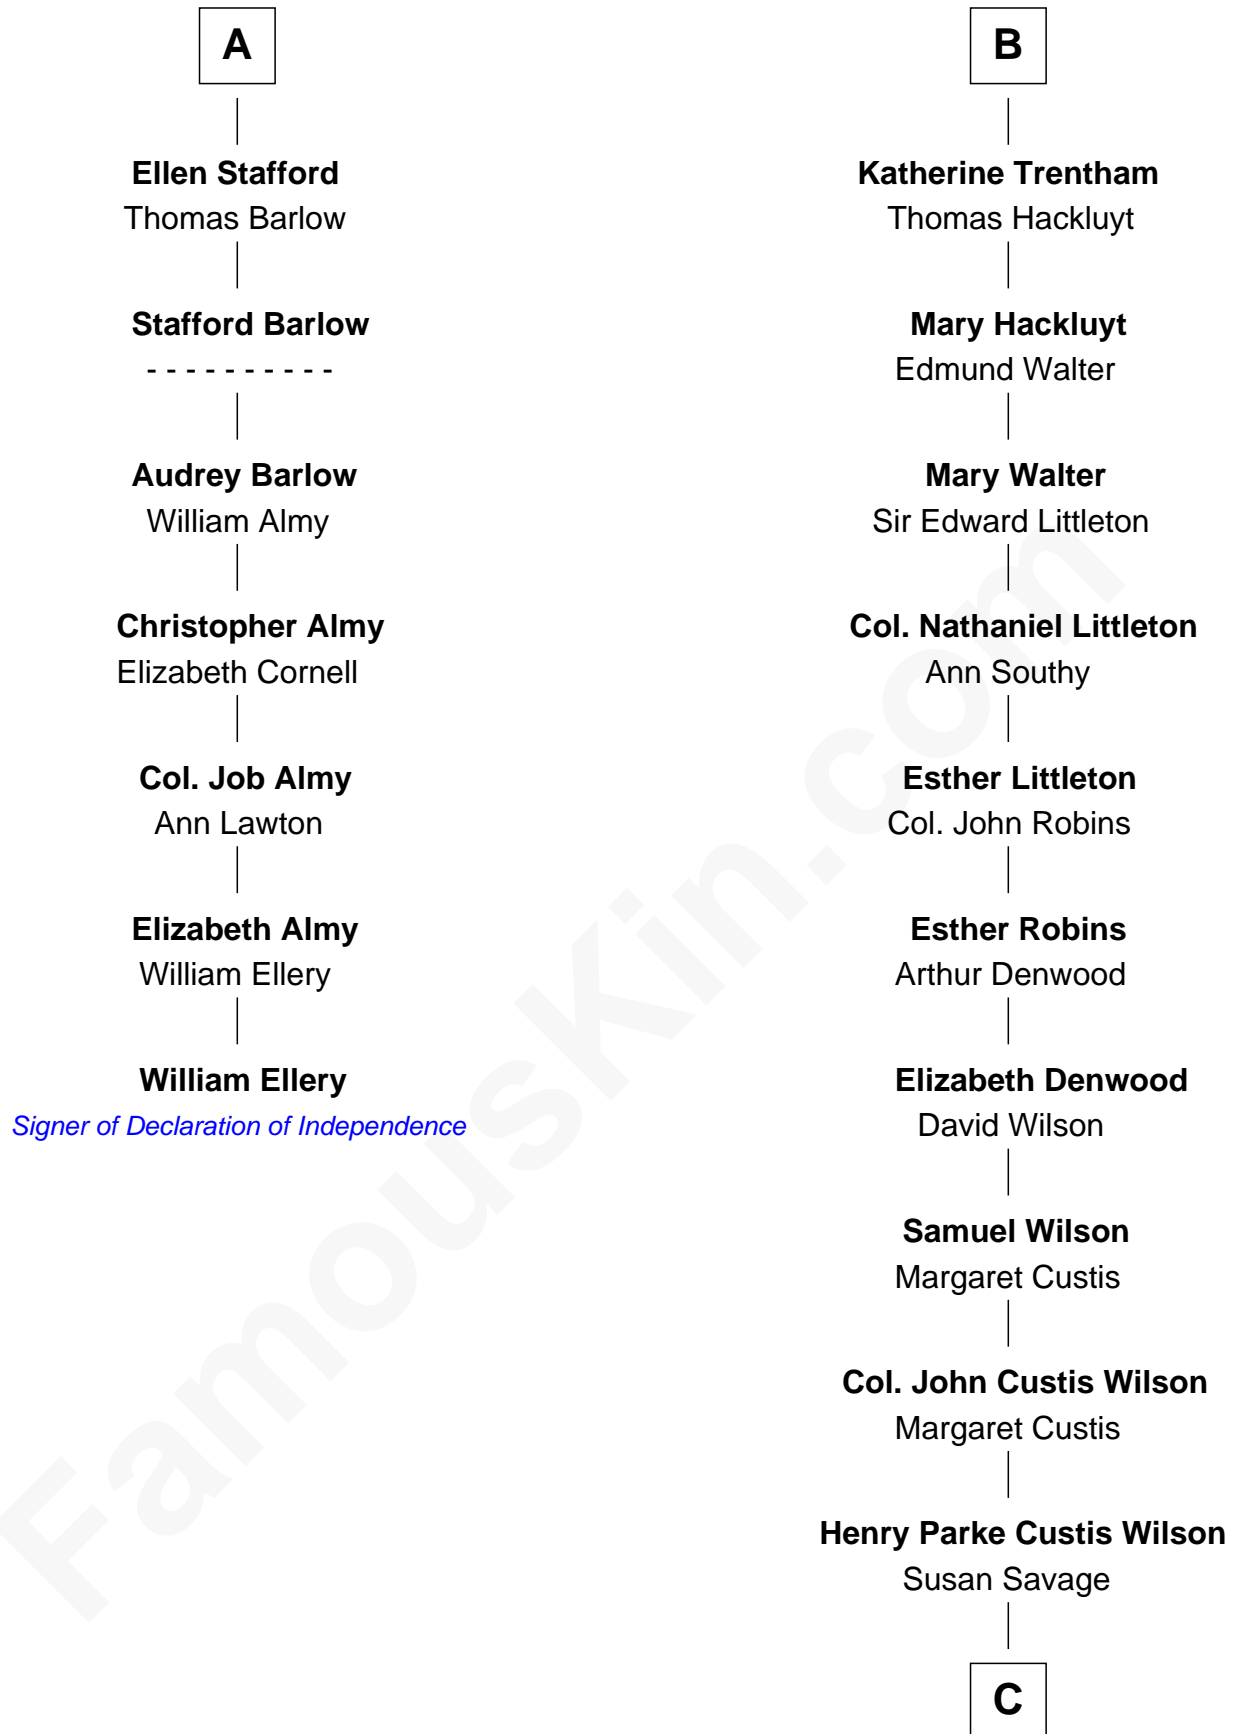 A
Ellen Stafford
Thomas Barlow
Stafford Barlow
- - - - - - - - - -
Audrey Barlow
William Almy
Christopher Almy
Elizabeth Cornell
Col. Job Almy
Ann Lawton
Elizabeth Almy
William Ellery
William Ellery
Signer of Declaration of Independence
B
Katherine Trentham
Thomas Hackluyt
Mary Hackluyt
Edmund Walter
Mary Walter
Sir Edward Littleton
Col. Nathaniel Littleton
Ann Southy
Esther Littleton
Col. John Robins
Esther Robins
Arthur Denwood
Elizabeth Denwood
David Wilson
Samuel Wilson
Margaret Custis
Col. John Custis Wilson
Margaret Custis
Henry Parke Custis Wilson
Susan Savage
C
FamousKin.com